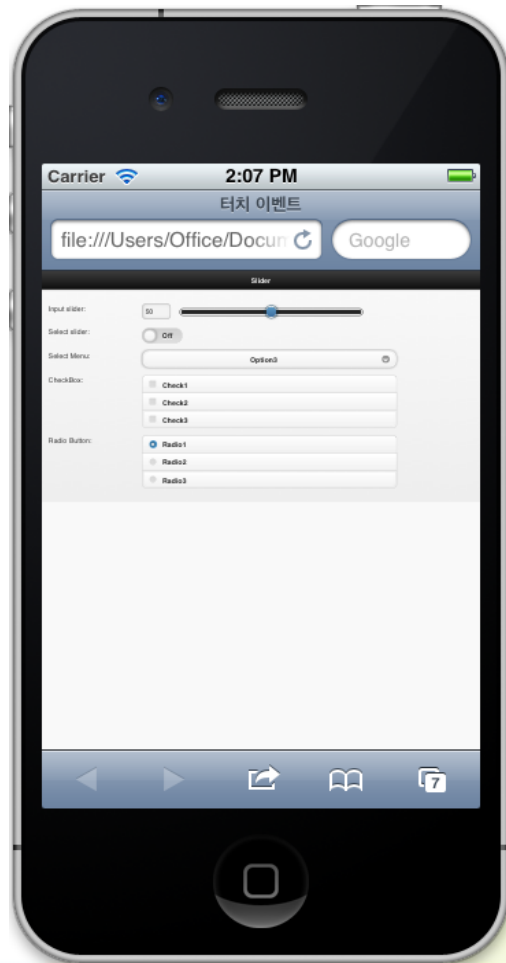 Carrier 2:07 PM
터치 이벤트
file:///Users/Office/Docum Google
Slider
Input slider: 50
Select slider: Off
Select Menu: Option3
CheckBox: Check1
Check2
Check3
Radio Button: Radio1
Radio2
Radio3
7